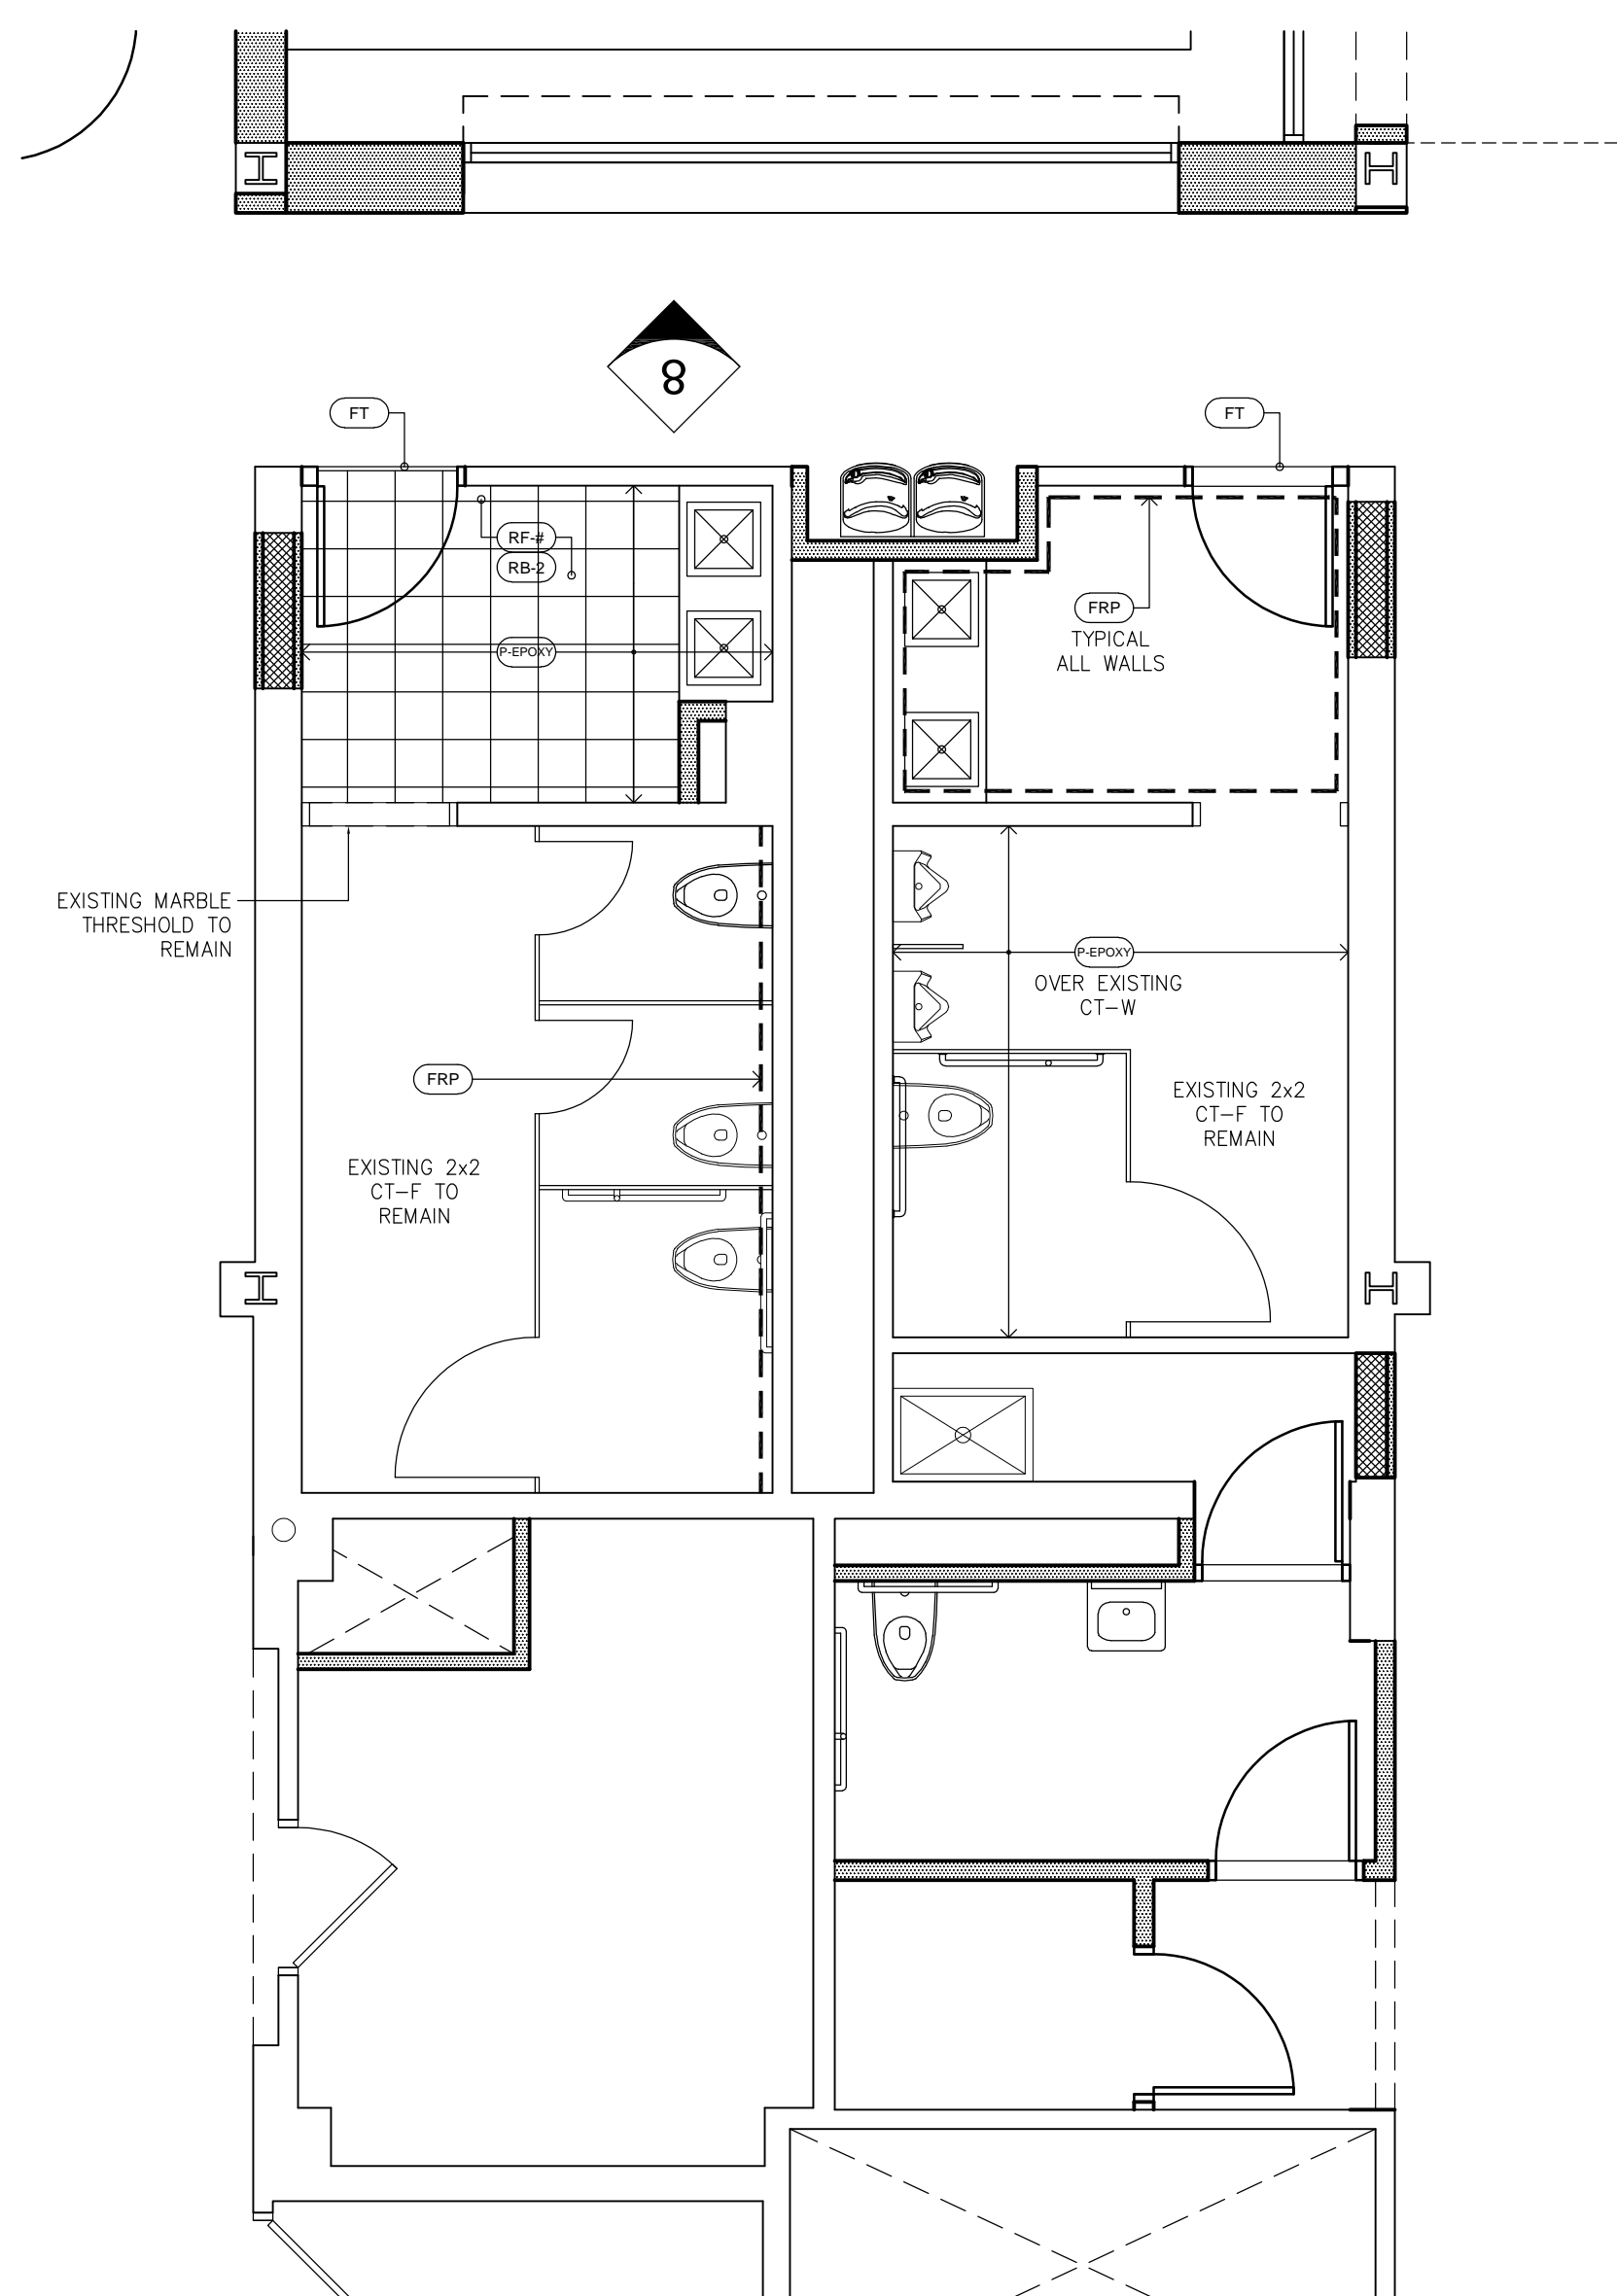 8
FT
FT
RF-#
RB-2
P-EPOXY
FRP
TYPICAL
ALL WALLS
EXISTING MARBLE
THRESHOLD TO
REMAIN
P-EPOXY
OVER EXISTING
CT-W
FRP
EXISTING 2x2
CT-F TO
REMAIN
EXISTING 2x2
CT-F TO
REMAIN